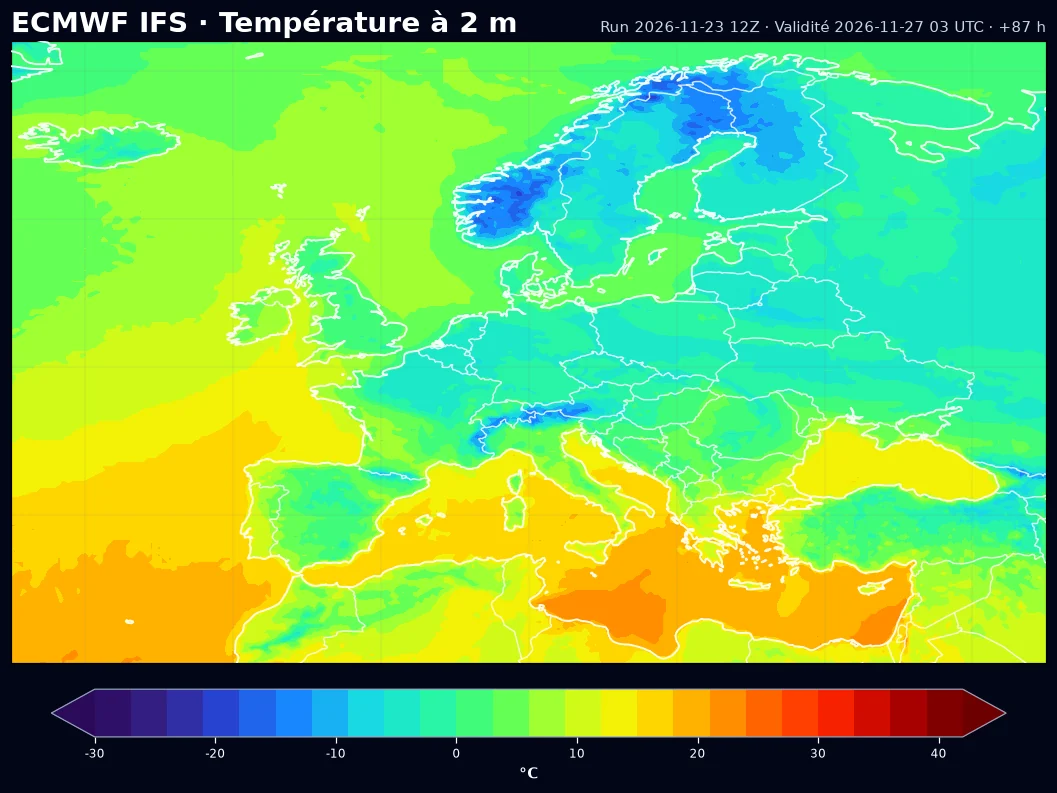 ECMWF IFS · Température à 2 m
Run 2026-11-23 12Z · Validité 2026-11-27 03 UTC · +87 h
-30 -20 -10 0 10 20 30 40
°C